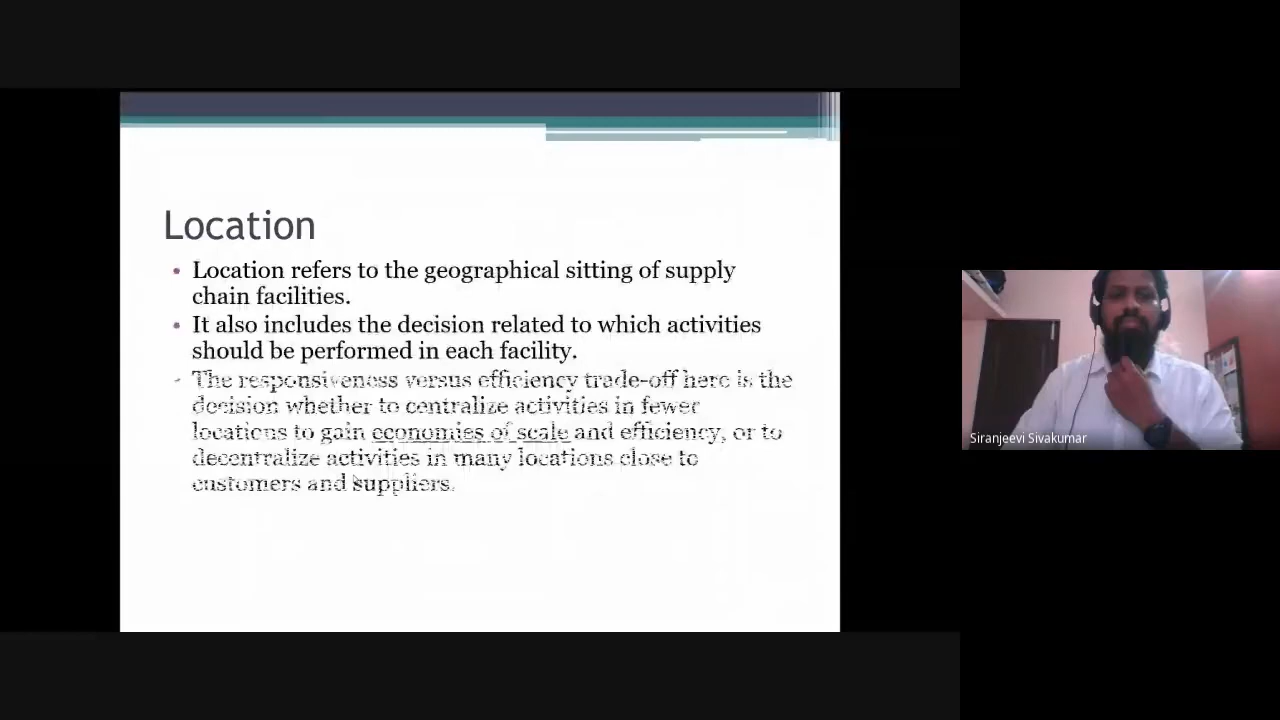 Location
• Location refers to the geographical sitting of supply
chain facilities.
• It also includes the decision related to which activities
should be performed in each facility.
• The responsiveness versus efficiency trade-off here is the
decision whether to centralize activities in fewer
locations to gain economies of scale and efficiency, or to
decentralize activities in many locations close to
customers and suppliers.
Siranjeevi Sivakumar